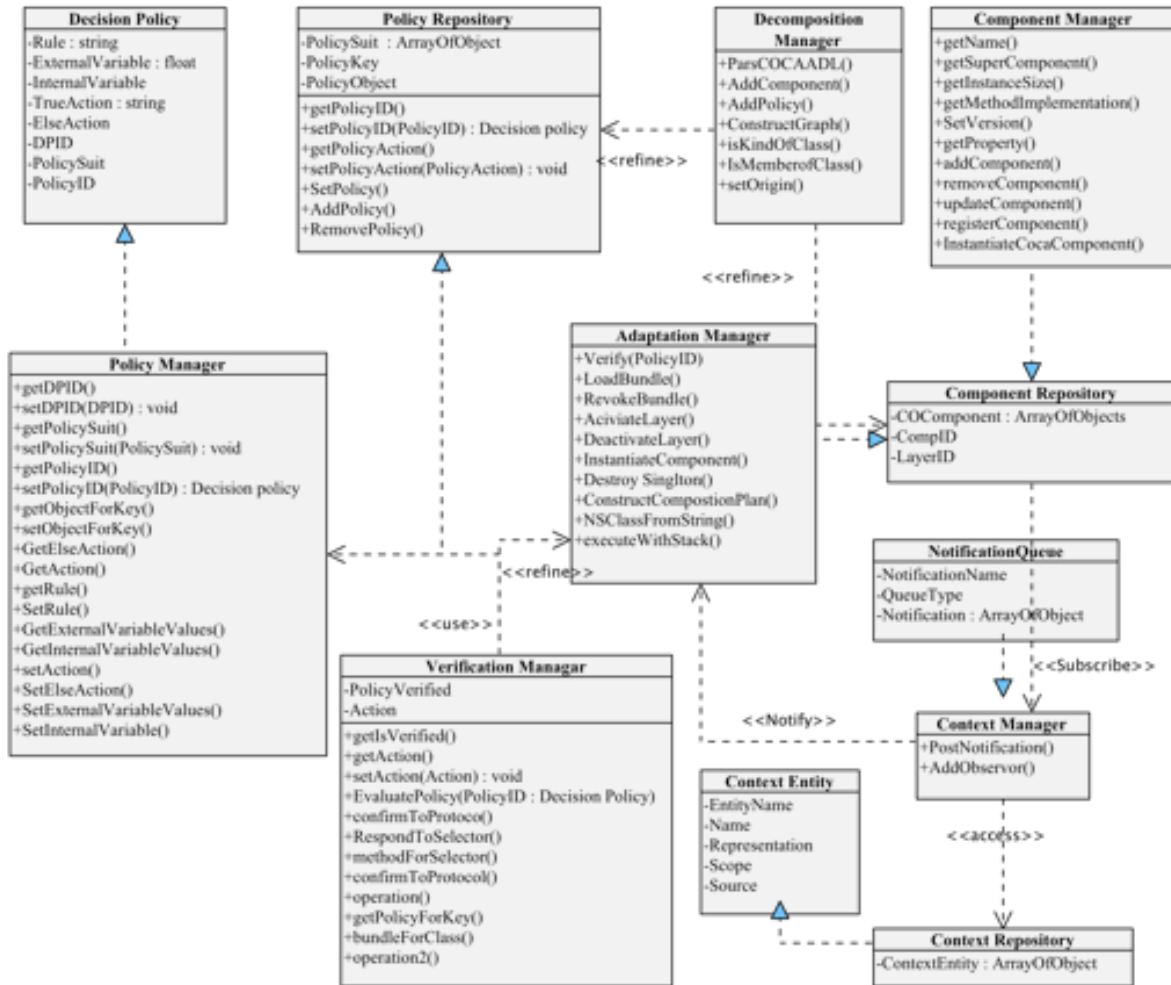 Decision Policy
-Rule : string
-ExternalVariable : float
-InternalVariable
-TrueAction : string
-ElseAction
-DPID
-PolicySuit
-PolicyID
Policy Repository
-PolicySuit : ArrayOfObject
-PolicyKey
-PolicyObject
+getPolicyID()
+setPolicyID(PolicyID) : Decision policy
+getPolicyAction()
+setPolicyAction(PolicyAction) : void
+SetPolicy()
+AddPolicy()
+RemovePolicy()
<<refine>>
Decomposition
Manager
+ParsCOCAADL()
+AddComponent()
+AddPolicy()
+ConstructGraph()
+isKindOfClass()
+IsMemberofClass()
+setOrigin()
<<refine>>
Component Manager
+getName()
+getSuperComponent()
+getInstanceSize()
+getMethodImplementation()
+SetVersion()
+getProperty()
+addComponent()
+removeComponent()
+updateComponent()
+registerComponent()
+InstantiateCocaComponent()
Policy Manager
+getDPID()
+setDPID(DPID) : void
+getPolicySuit()
+setPolicySuit(PolicySuit) : void
+getPolicyID()
+setPolicyID(PolicyID) : Decision policy
+getObjectForKey()
+setObjectForKey()
+GetElseAction()
+GetAction()
+getRule()
+SetRule()
+GetExternalVariableValues()
+GetInternalVariableValues()
+setAction()
+SetElseAction()
+SetExternalVariableValues()
+SetInternalVariable()
Adaptation Manager
+Verify(PolicyID)
+LoadBundle()
+RevokeBundle()
+AciviateLayer()
+DeactivateLayer()
+InstantiateComponent()
+Destroy Singlton()
+ConstructCompostionPlan()
+NSClassFromString()
+executeWithStack()
<<refine>>
<<use>>
Component Repository
-COComponent : ArrayOfObjects
-CompID
-LayerID
NotificationQueue
-NotificationName
-QueueType
-Notification : ArrayOfObject
<<Subscribe>>
<<Notify>>
Verification Managar
-PolicyVerified
-Action
+getIsVerified()
+getAction()
+setAction(Action) : void
+EvaluatePolicy(PolicyID : Decision Policy)
+confirmToProtoco()
+RespondToSelector()
+methodForSelector()
+confirmToProtocol()
+operation()
+getPolicyForKey()
+bundleForClass()
+operation2()
Context Manager
+PostNotification()
+AddObservor()
<<access>>
Context Entity
-EntityName
-Name
-Representation
-Scope
-Source
Context Repository
-ContextEntity : ArrayOfObject